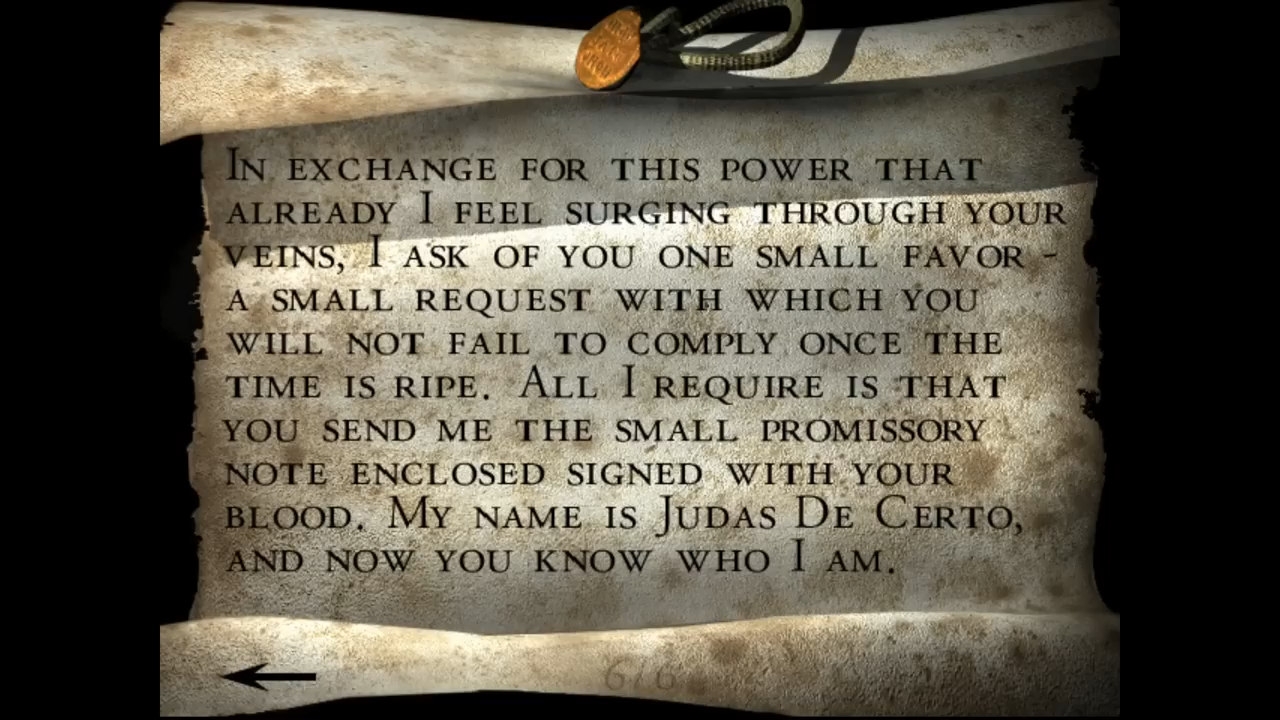 In exchange for this power that
already I feel surging through your
veins, I ask of you one small favor -
a small request with which you
will not fail to comply once the
time is ripe. All I require is that
you send me the small promissory
note enclosed signed with your
blood. My name is Judas De Certo,
and now you know who I am.
6/6